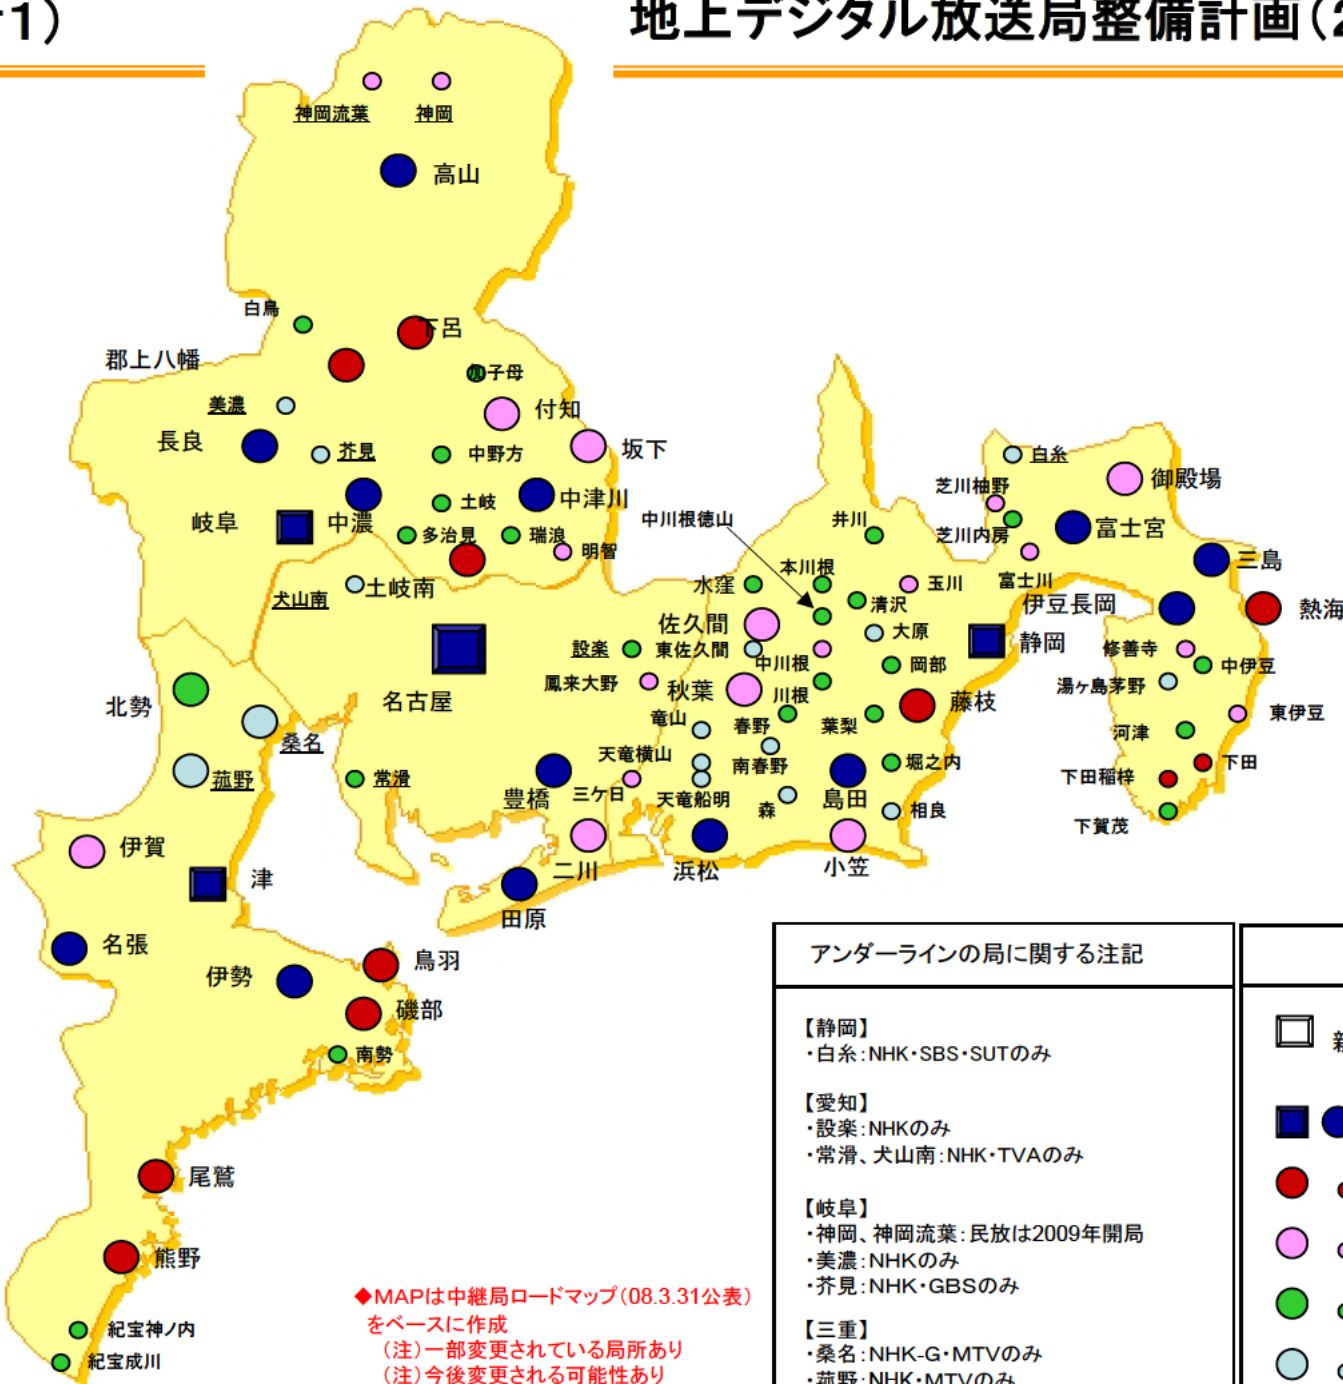 1）
地上デジタル放送局整備計画（2
神岡流葉
神岡
高山
白鳥
下呂
郡上八幡
加子母
美濃
付知
長良
芥見
中野方
坂下
白糸
御殿場
芝川柚野
岐阜
中濃
土岐
中津川
中川根徳山
井川
芝川内房
富士宮
多治見
瑞浪
明智
本川根
富士川
三島
犬山南
土岐南
水窪
玉川
清沢
伊豆長岡
熱海
佐久間
大原
静岡
設楽
東佐久間
中川根
岡部
修善寺
中伊豆
鳳来大野
秋葉
川根
湯ヶ島茅野
北勢
名古屋
竜山
春野
葉梨
藤枝
東伊豆
桑名
天竜横山
南春野
堀之内
河津
菰野
常滑
豊橋
三ケ日
天竜船明
森
島田
相良
下田稲梓
下田
下賀茂
伊賀
二川
浜松
小笠
津
田原
名張
伊勢
鳥羽
磯部
南勢
尾鷲
熊野
紀宝神ノ内
紀宝成川
◆MAPは中継局ロードマップ（08.3.31公表）
をベースに作成
（注）一部変更されている局所あり
（注）今後変更される可能性あり
アンダーラインの局に関する注記
【静岡】
・白糸：NHK・SBS・SUTのみ
【愛知】
・設楽：NHKのみ
・常滑、犬山南：NHK・TVAのみ
【岐阜】
・神岡、神岡流葉：民放は2009年開局
・美濃：NHKのみ
・芥見：NHK・GBSのみ
【三重】
・桑名：NHK-G・MTVのみ
・菰野：NHK・MTVのみ